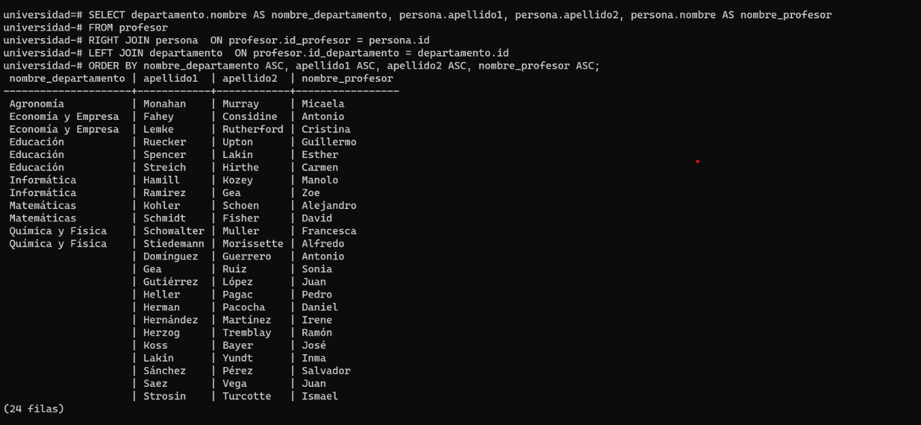 universidad=# SELECT departamento.nombre AS nombre_departamento, persona.apellido1, persona.apellido2, persona.nombre AS nombre_profesor
universidad-# FROM profesor
universidad-# RIGHT JOIN persona  ON profesor.id_profesor = persona.id
universidad-# LEFT JOIN departamento  ON profesor.id_departamento = departamento.id
universidad-# ORDER BY nombre_departamento ASC, apellido1 ASC, apellido2 ASC, nombre_profesor ASC;
 nombre_departamento | apellido1  | apellido2  | nombre_profesor
---------------------+------------+------------+-----------------
 Agronomía           | Monahan    | Murray     | Micaela
 Economía y Empresa  | Fahey      | Considine  | Antonio
 Economía y Empresa  | Lemke      | Rutherford | Cristina
 Educación           | Ruecker    | Upton      | Guillermo
 Educación           | Spencer    | Lakin      | Esther
 Educación           | Streich    | Hirthe     | Carmen
 Informática         | Hamill     | Kozey      | Manolo
 Informática         | Ramirez    | Gea        | Zoe
 Matemáticas         | Kohler     | Schoen     | Alejandro
 Matemáticas         | Schmidt    | Fisher     | David
 Química y Física    | Schowalter | Muller     | Francesca
 Química y Física    | Stiedemann | Morissette | Alfredo
                     | Domínguez  | Guerrero   | Antonio
                     | Gea        | Ruiz       | Sonia
                     | Gutiérrez  | López      | Juan
                     | Heller     | Pagac      | Pedro
                     | Herman     | Pacocha    | Daniel
                     | Hernández  | Martínez   | Irene
                     | Herzog     | Tremblay   | Ramón
                     | Koss       | Bayer      | José
                     | Lakin      | Yundt      | Inma
                     | Sánchez    | Pérez      | Salvador
                     | Saez       | Vega       | Juan
                     | Strosin    | Turcotte   | Ismael
(24 filas)